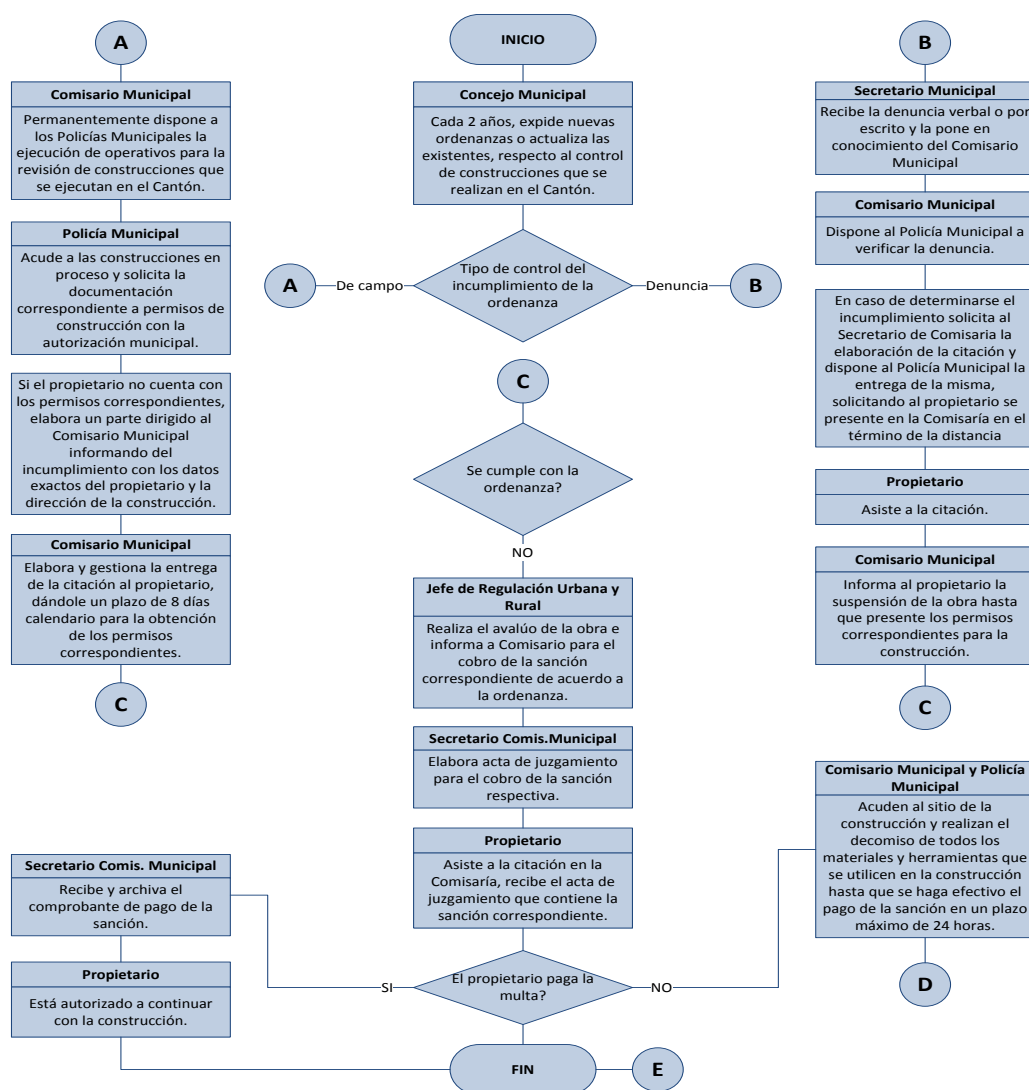 A
Comisario Municipal
Permanentemente dispone a
los Policías Municipales la
ejecución de operativos para la
revisión de construcciones que
se ejecutan en el Cantón.
Policía Municipal
Acude a las construcciones en
proceso y solicita la
documentación
correspondiente a permisos de
construcción con la
autorización municipal.
Si el propietario no cuenta con
los permisos correspondientes,
elabora un parte dirigido al
Comisario Municipal
informando del
incumplimiento con los datos
exactos del propietario y la
dirección de la construcción.
Comisario Municipal
Elabora y gestiona la entrega
de la citación al propietario,
dándole un plazo de 8 días
calendario para la obtención
de los permisos
correspondientes.
C
INICIO
Concejo Municipal
Cada 2 años, expide nuevas
ordenanzas o actualiza las
existentes, respecto al control
de construcciones que se
realizan en el Cantón.
Tipo de control del
incumplimiento de la
ordenanza
De campo
A
Denuncia
B
C
Se cumple con la
ordenanza?
NO
Jefe de Regulación Urbana y
Rural
Realiza el avalúo de la obra e
informa a Comisario para el
cobro de la sanción
correspondiente de acuerdo a
la ordenanza.
Secretario Comis.Municipal
Elabora acta de juzgamiento
para el cobro de la sanción
respectiva.
Propietario
Asiste a la citación en la
Comisaría, recibe el acta de
juzgamiento que contiene la
sanción correspondiente.
El propietario paga la
multa?
SI
NO
Secretario Comis. Municipal
Recibe y archiva el
comprobante de pago de la
sanción.
Propietario
Está autorizado a continuar
con la construcción.
FIN
E
B
Secretario Municipal
Recibe la denuncia verbal o por
escrito y la pone en
conocimiento del Comisario
Municipal
Comisario Municipal
Dispone al Policía Municipal a
verificar la denuncia.
En caso de determinarse el
incumplimiento solicita al
Secretario de Comisaria la
elaboración de la citación y
dispone al Policía Municipal la
entrega de la misma,
solicitando al propietario se
presente en la Comisaría en el
término de la distancia
Propietario
Asiste a la citación.
Comisario Municipal
Informa al propietario la
suspensión de la obra hasta
que presente los permisos
correspondientes para la
construcción.
C
Comisario Municipal y Policía
Municipal
Acuden al sitio de la
construcción y realizan el
decomiso de todos los
materiales y herramientas que
se utilicen en la construcción
hasta que se haga efectivo el
pago de la sanción en un plazo
máximo de 24 horas.
D